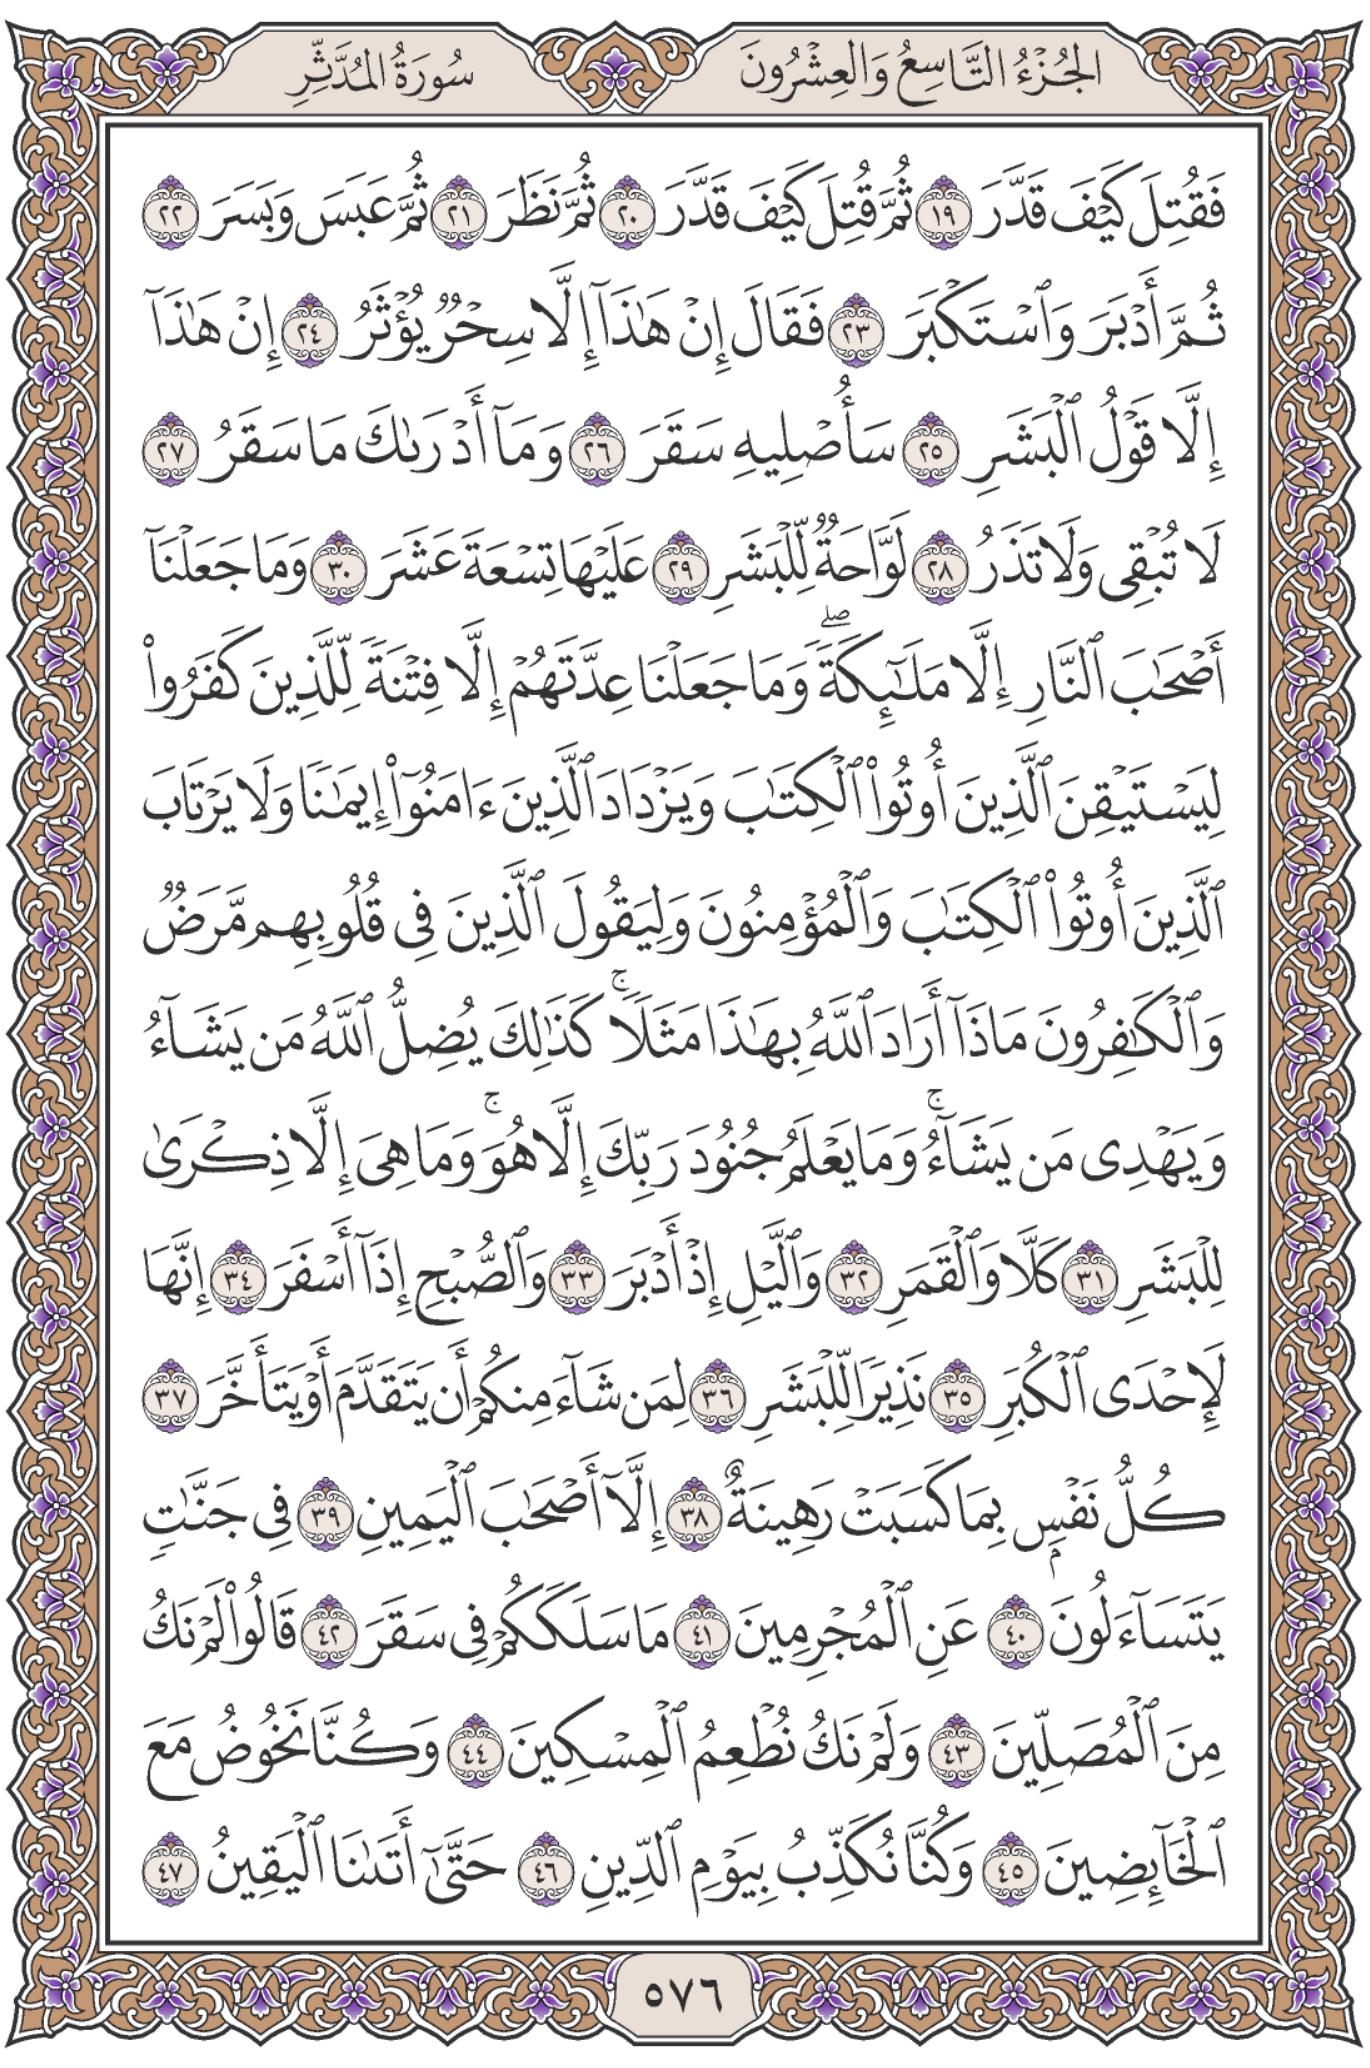 الجُزْءُ التَّاسِعُ وَالعِشْرُونَ
سُورَةُ المُدَّثِّرِ
فَقُتِلَ كَيۡفَ قَدَّرَ ١٩ ثُمَّ قُتِلَ كَيۡفَ قَدَّرَ ٢٠ ثُمَّ نَظَرَ ٢١ ثُمَّ عَبَسَ وَبَسَرَ ٢٢
ثُمَّ أَدۡبَرَ وَٱسۡتَكۡبَرَ ٢٣ فَقَالَ إِنۡ هَٰذَآ إِلَّا سِحۡرٞ يُؤۡثَرُ ٢٤ إِنۡ هَٰذَآ
إِلَّا قَوۡلُ ٱلۡبَشَرِ ٢٥ سَأُصۡلِيهِ سَقَرَ ٢٦ وَمَآ أَدۡرَىٰكَ مَا سَقَرُ ٢٧
لَا تُبۡقِي وَلَا تَذَرُ ٢٨ لَوَّاحَةٞ لِّلۡبَشَرِ ٢٩ عَلَيۡهَا تِسۡعَةَ عَشَرَ ٣٠ وَمَا جَعَلۡنَآ
أَصۡحَٰبَ ٱلنَّارِ إِلَّا مَلَٰٓئِكَةٗۖ وَمَا جَعَلۡنَا عِدَّتَهُمۡ إِلَّا فِتۡنَةٗ لِّلَّذِينَ كَفَرُواْ
لِيَسۡتَيۡقِنَ ٱلَّذِينَ أُوتُواْ ٱلۡكِتَٰبَ وَيَزۡدَادَ ٱلَّذِينَ ءَامَنُوٓاْ إِيمَٰنٗا وَلَا يَرۡتَابَ
ٱلَّذِينَ أُوتُواْ ٱلۡكِتَٰبَ وَٱلۡمُؤۡمِنُونَ وَلِيَقُولَ ٱلَّذِينَ فِي قُلُوبِهِم مَّرَضٞ
وَٱلۡكَٰفِرُونَ مَاذَآ أَرَادَ ٱللَّهُ بِهَٰذَا مَثَلٗاۚ كَذَٰلِكَ يُضِلُّ ٱللَّهُ مَن يَشَآءُ
وَيَهۡدِي مَن يَشَآءُۚ وَمَا يَعۡلَمُ جُنُودَ رَبِّكَ إِلَّا هُوَۚ وَمَا هِيَ إِلَّا ذِكۡرَىٰ
لِلۡبَشَرِ ٣١ كَلَّا وَٱلۡقَمَرِ ٣٢ وَٱلَّيۡلِ إِذۡ أَدۡبَرَ ٣٣ وَٱلصُّبۡحِ إِذَآ أَسۡفَرَ ٣٤ إِنَّهَا
لَإِحۡدَى ٱلۡكُبَرِ ٣٥ نَذِيرٗا لِّلۡبَشَرِ ٣٦ لِمَن شَآءَ مِنكُمۡ أَن يَتَقَدَّمَ أَوۡ يَتَأَخَّرَ ٣٧
كُلُّ نَفۡسِۭ بِمَا كَسَبَتۡ رَهِينَةٌ ٣٨ إِلَّآ أَصۡحَٰبَ ٱلۡيَمِينِ ٣٩ فِي جَنَّٰتٖ
يَتَسَآءَلُونَ ٤٠ عَنِ ٱلۡمُجۡرِمِينَ ٤١ مَا سَلَكَكُمۡ فِي سَقَرَ ٤٢ قَالُواْ لَمۡ نَكُ
مِنَ ٱلۡمُصَلِّينَ ٤٣ وَلَمۡ نَكُ نُطۡعِمُ ٱلۡمِسۡكِينَ ٤٤ وَكُنَّا نَخُوضُ مَعَ
ٱلۡخَآئِضِينَ ٤٥ وَكُنَّا نُكَذِّبُ بِيَوۡمِ ٱلدِّينِ ٤٦ حَتَّىٰٓ أَتَىٰنَا ٱلۡيَقِينُ ٤٧
٥٧٦